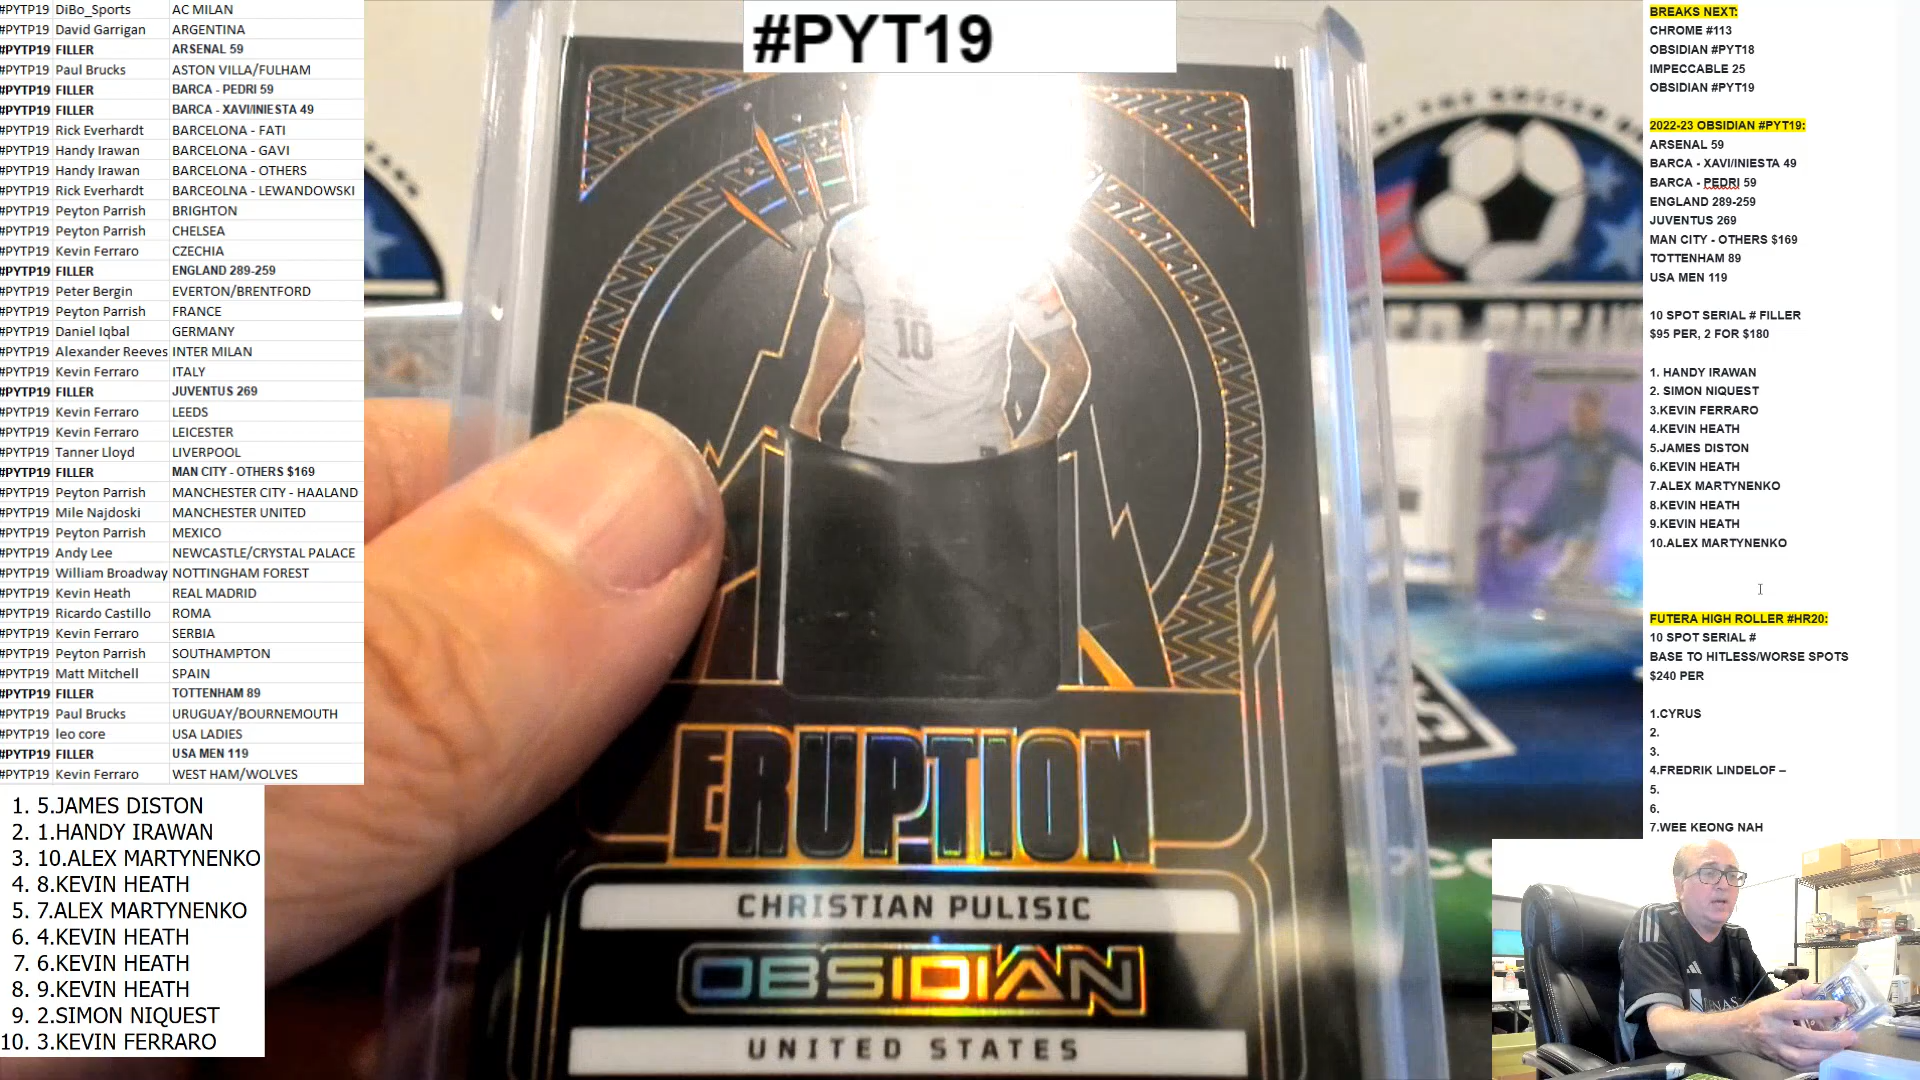 #PYTP19 DiBo_Sports AC MILAN
#PYTP19 David Garrigan ARGENTINA
#PYTP19 FILLER ARSENAL 59
#PYTP19 Paul Brucks ASTON VILLA/FULHAM
#PYTP19 FILLER BARCA - PEDRI 59
#PYTP19 FILLER BARCA - XAVI/INIESTA 49
#PYTP19 Rick Everhardt BARCELONA - FATI
#PYTP19 Handy Irawan BARCELONA - GAVI
#PYTP19 Handy Irawan BARCELONA - OTHERS
#PYTP19 Rick Everhardt BARCEOLNA - LEWANDOWSKI
#PYTP19 Peyton Parrish BRIGHTON
#PYTP19 Peyton Parrish CHELSEA
#PYTP19 Kevin Ferraro CZECHIA
#PYTP19 FILLER ENGLAND 289-259
#PYTP19 Peter Bergin EVERTON/BRENTFORD
#PYTP19 Peyton Parrish FRANCE
#PYTP19 Daniel Iqbal GERMANY
#PYTP19 Alexander Reeves INTER MILAN
#PYTP19 Kevin Ferraro ITALY
#PYTP19 FILLER JUVENTUS 269
#PYTP19 Kevin Ferraro LEEDS
#PYTP19 Kevin Ferraro LEICESTER
#PYTP19 Tanner Lloyd LIVERPOOL
#PYTP19 FILLER MAN CITY - OTHERS $169
#PYTP19 Peyton Parrish MANCHESTER CITY - HAALAND
#PYTP19 Mile Najdoski MANCHESTER UNITED
#PYTP19 Peyton Parrish MEXICO
#PYTP19 Andy Lee NEWCASTLE/CRYSTAL PALACE
#PYTP19 William Broadway NOTTINGHAM FOREST
#PYTP19 Kevin Heath REAL MADRID
#PYTP19 Ricardo Castillo ROMA
#PYTP19 Kevin Ferraro SERBIA
#PYTP19 Peyton Parrish SOUTHAMPTON
#PYTP19 Matt Mitchell SPAIN
#PYTP19 FILLER TOTTENHAM 89
#PYTP19 Paul Brucks URUGUAY/BOURNEMOUTH
#PYTP19 leo core USA LADIES
#PYTP19 FILLER USA MEN 119
#PYTP19 Kevin Ferraro WEST HAM/WOLVES
1. 5.JAMES DISTON
2. 1.HANDY IRAWAN
3. 10.ALEX MARTYNENKO
4. 8.KEVIN HEATH
5. 7.ALEX MARTYNENKO
6. 4.KEVIN HEATH
7. 6.KEVIN HEATH
8. 9.KEVIN HEATH
9. 2.SIMON NIQUEST
10. 3.KEVIN FERRARO
#PYT19
10
ERUPTION
CHRISTIAN PULISIC
OBSIDIAN
UNITED STATES
BREAKS NEXT:
CHROME #113
OBSIDIAN #PYT18
IMPECCABLE 25
OBSIDIAN #PYT19
2022-23 OBSIDIAN #PYT19:
ARSENAL 59
BARCA - XAVI/INIESTA 49
BARCA - PEDRI 59
ENGLAND 289-259
JUVENTUS 269
MAN CITY - OTHERS $169
TOTTENHAM 89
USA MEN 119
10 SPOT SERIAL # FILLER
$95 PER, 2 FOR $180
1. HANDY IRAWAN
2. SIMON NIQUEST
3.KEVIN FERRARO
4.KEVIN HEATH
5.JAMES DISTON
6.KEVIN HEATH
7.ALEX MARTYNENKO
8.KEVIN HEATH
9.KEVIN HEATH
10.ALEX MARTYNENKO
FUTERA HIGH ROLLER #HR20:
10 SPOT SERIAL #
BASE TO HITLESS/WORSE SPOTS
$240 PER
1.CYRUS
2.
3.
4.FREDRIK LINDELOF –
5.
6.
7.WEE KEONG NAH